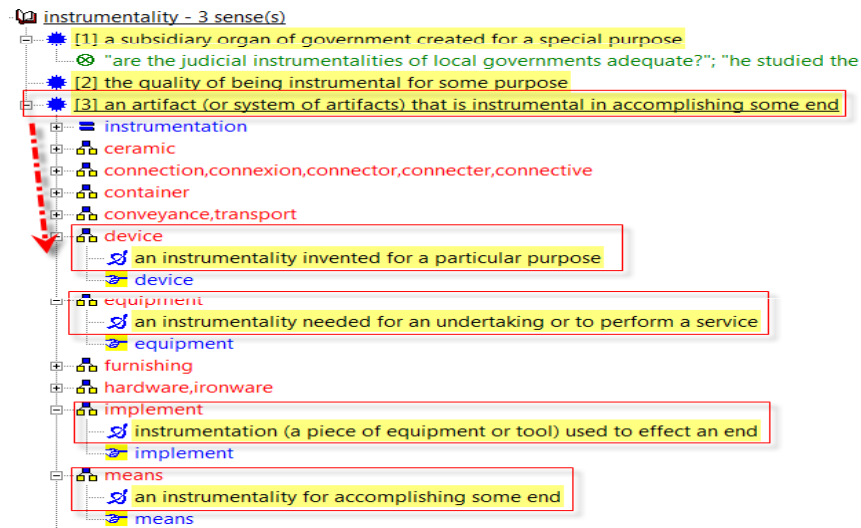 instrumentality - 3 sense(s)
[1] a subsidiary organ of government created for a special purpose
"are the judicial instrumentalities of local governments adequate?"; "he studied the
[2] the quality of being instrumental for some purpose
[3] an artifact (or system of artifacts) that is instrumental in accomplishing some end
instrumentation
ceramic
connection,connexion,connector,connecter,connective
container
conveyance,transport
device
an instrumentality invented for a particular purpose
device
equipment
an instrumentality needed for an undertaking or to perform a service
equipment
furnishing
hardware,ironware
implement
instrumentation (a piece of equipment or tool) used to effect an end
implement
means
an instrumentality for accomplishing some end
means